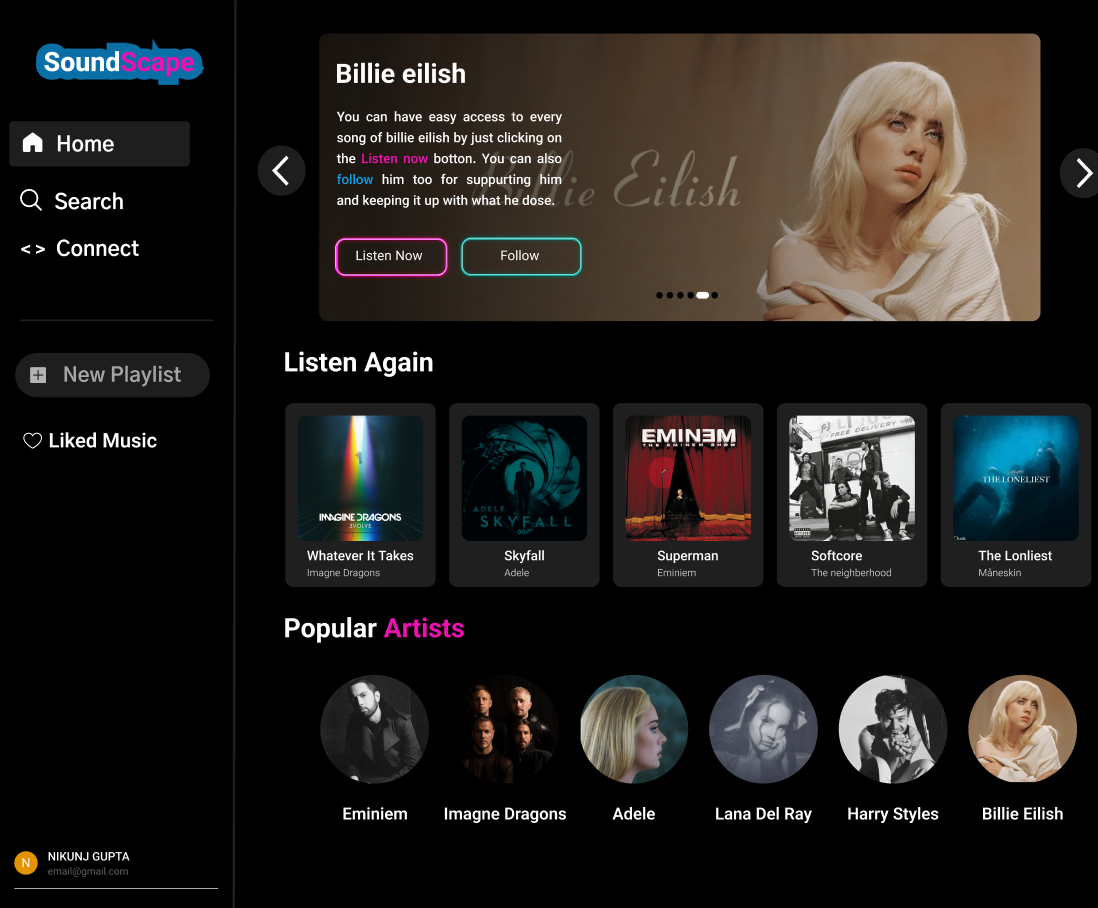 SoundScape
Home
Search
< > Connect
New Playlist
Liked Music
NIKUNJ GUPTA
email@gmail.com
N
Billie eilish
You can have easy access to every
song of billie eilish by just clicking on
the Listen now botton. You can also
follow him too for suppurting him
and keeping it up with what he dose.
Billie Eilish
Listen Now
Follow
Listen Again
IMAGINE DRAGONS
EVOLVE
Whatever It Takes
Imagne Dragons
ADELE
SKYFALL
007
Skyfall
Adele
EMINEM
THE EMINEM SHOW
Superman
Eminiem
FREE DELIVERY
Softcore
The neighberhood
THE LONELIEST
The Lonliest
Måneskin
Popular Artists
Eminiem
Imagne Dragons
Adele
Lana Del Ray
Harry Styles
Billie Eilish